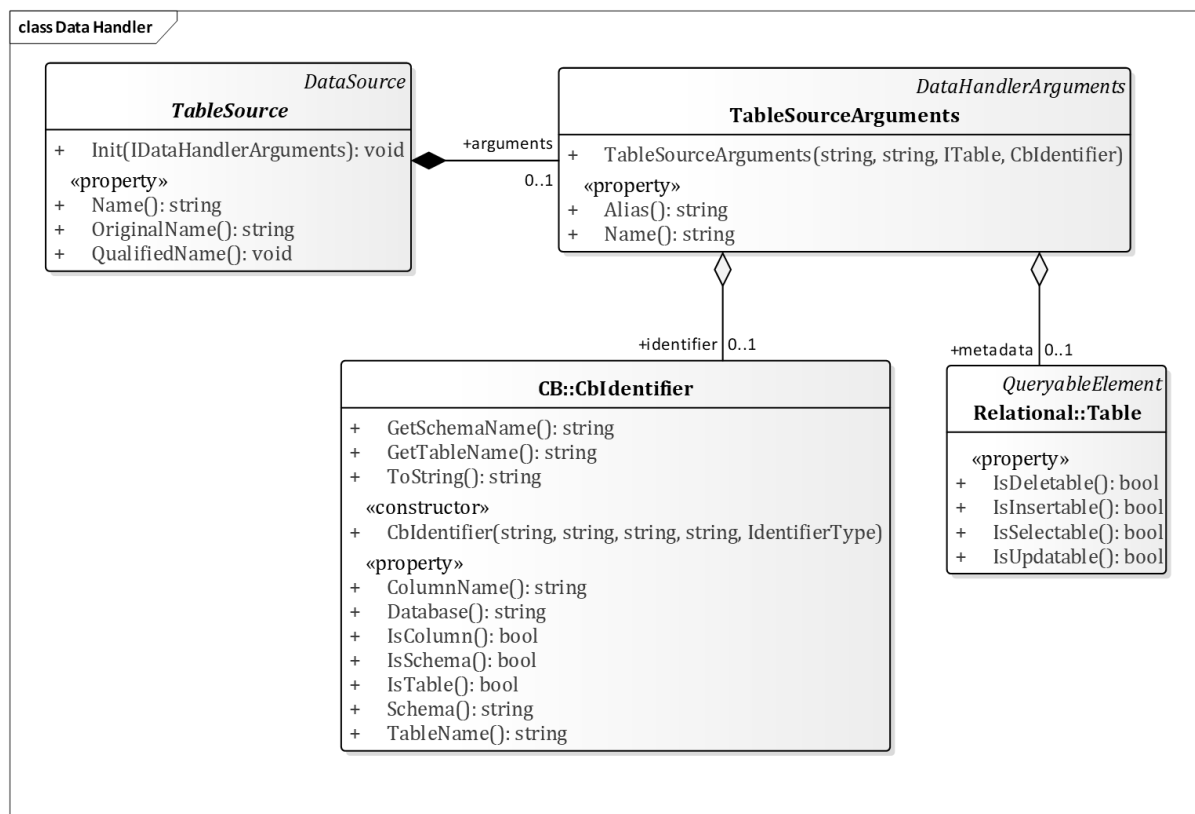 class Data Handler
DataSource
TableSource
+ Init(IDataHandlerArguments): void
«property»
+ Name(): string
+ OriginalName(): string
+ QualifiedName(): void
+arguments
0..1
DataHandlerArguments
TableSourceArguments
+ TableSourceArguments(string, string, ITable, CbIdentifier)
«property»
+ Alias(): string
+ Name(): string
+identifier 0..1
+metadata 0..1
CB::CbIdentifier
+ GetSchemaName(): string
+ GetTableName(): string
+ ToString(): string
«constructor»
+ CbIdentifier(string, string, string, string, IdentifierType)
«property»
+ ColumnName(): string
+ Database(): string
+ IsColumn(): bool
+ IsSchema(): bool
+ IsTable(): bool
+ Schema(): string
+ TableName(): string
QueryableElement
Relational::Table
«property»
+ IsDeletable(): bool
+ IsInsertable(): bool
+ IsSelectable(): bool
+ IsUpdatable(): bool